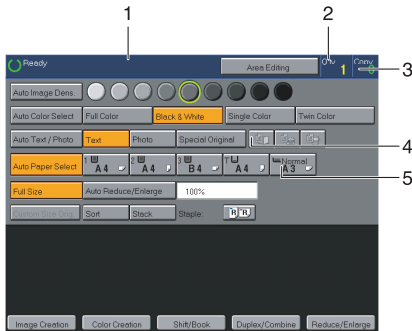 1 2
Ready Area Editing Qty 1 Copy 3
Auto Image Dens.
Auto Color Select Full Color Black & White Single Color Twin Color
Auto Text / Photo Text Photo Special Original 4
Auto Paper Select 1 A4 2 A4 3 B4 T A4 Normal A3 5
Full Size Auto Reduce/Enlarge 100%
Custom Size Orig. Sort Stack Staple: R R
Image Creation Color Creation Shift/Book Duplex/Combine Reduce/Enlarge